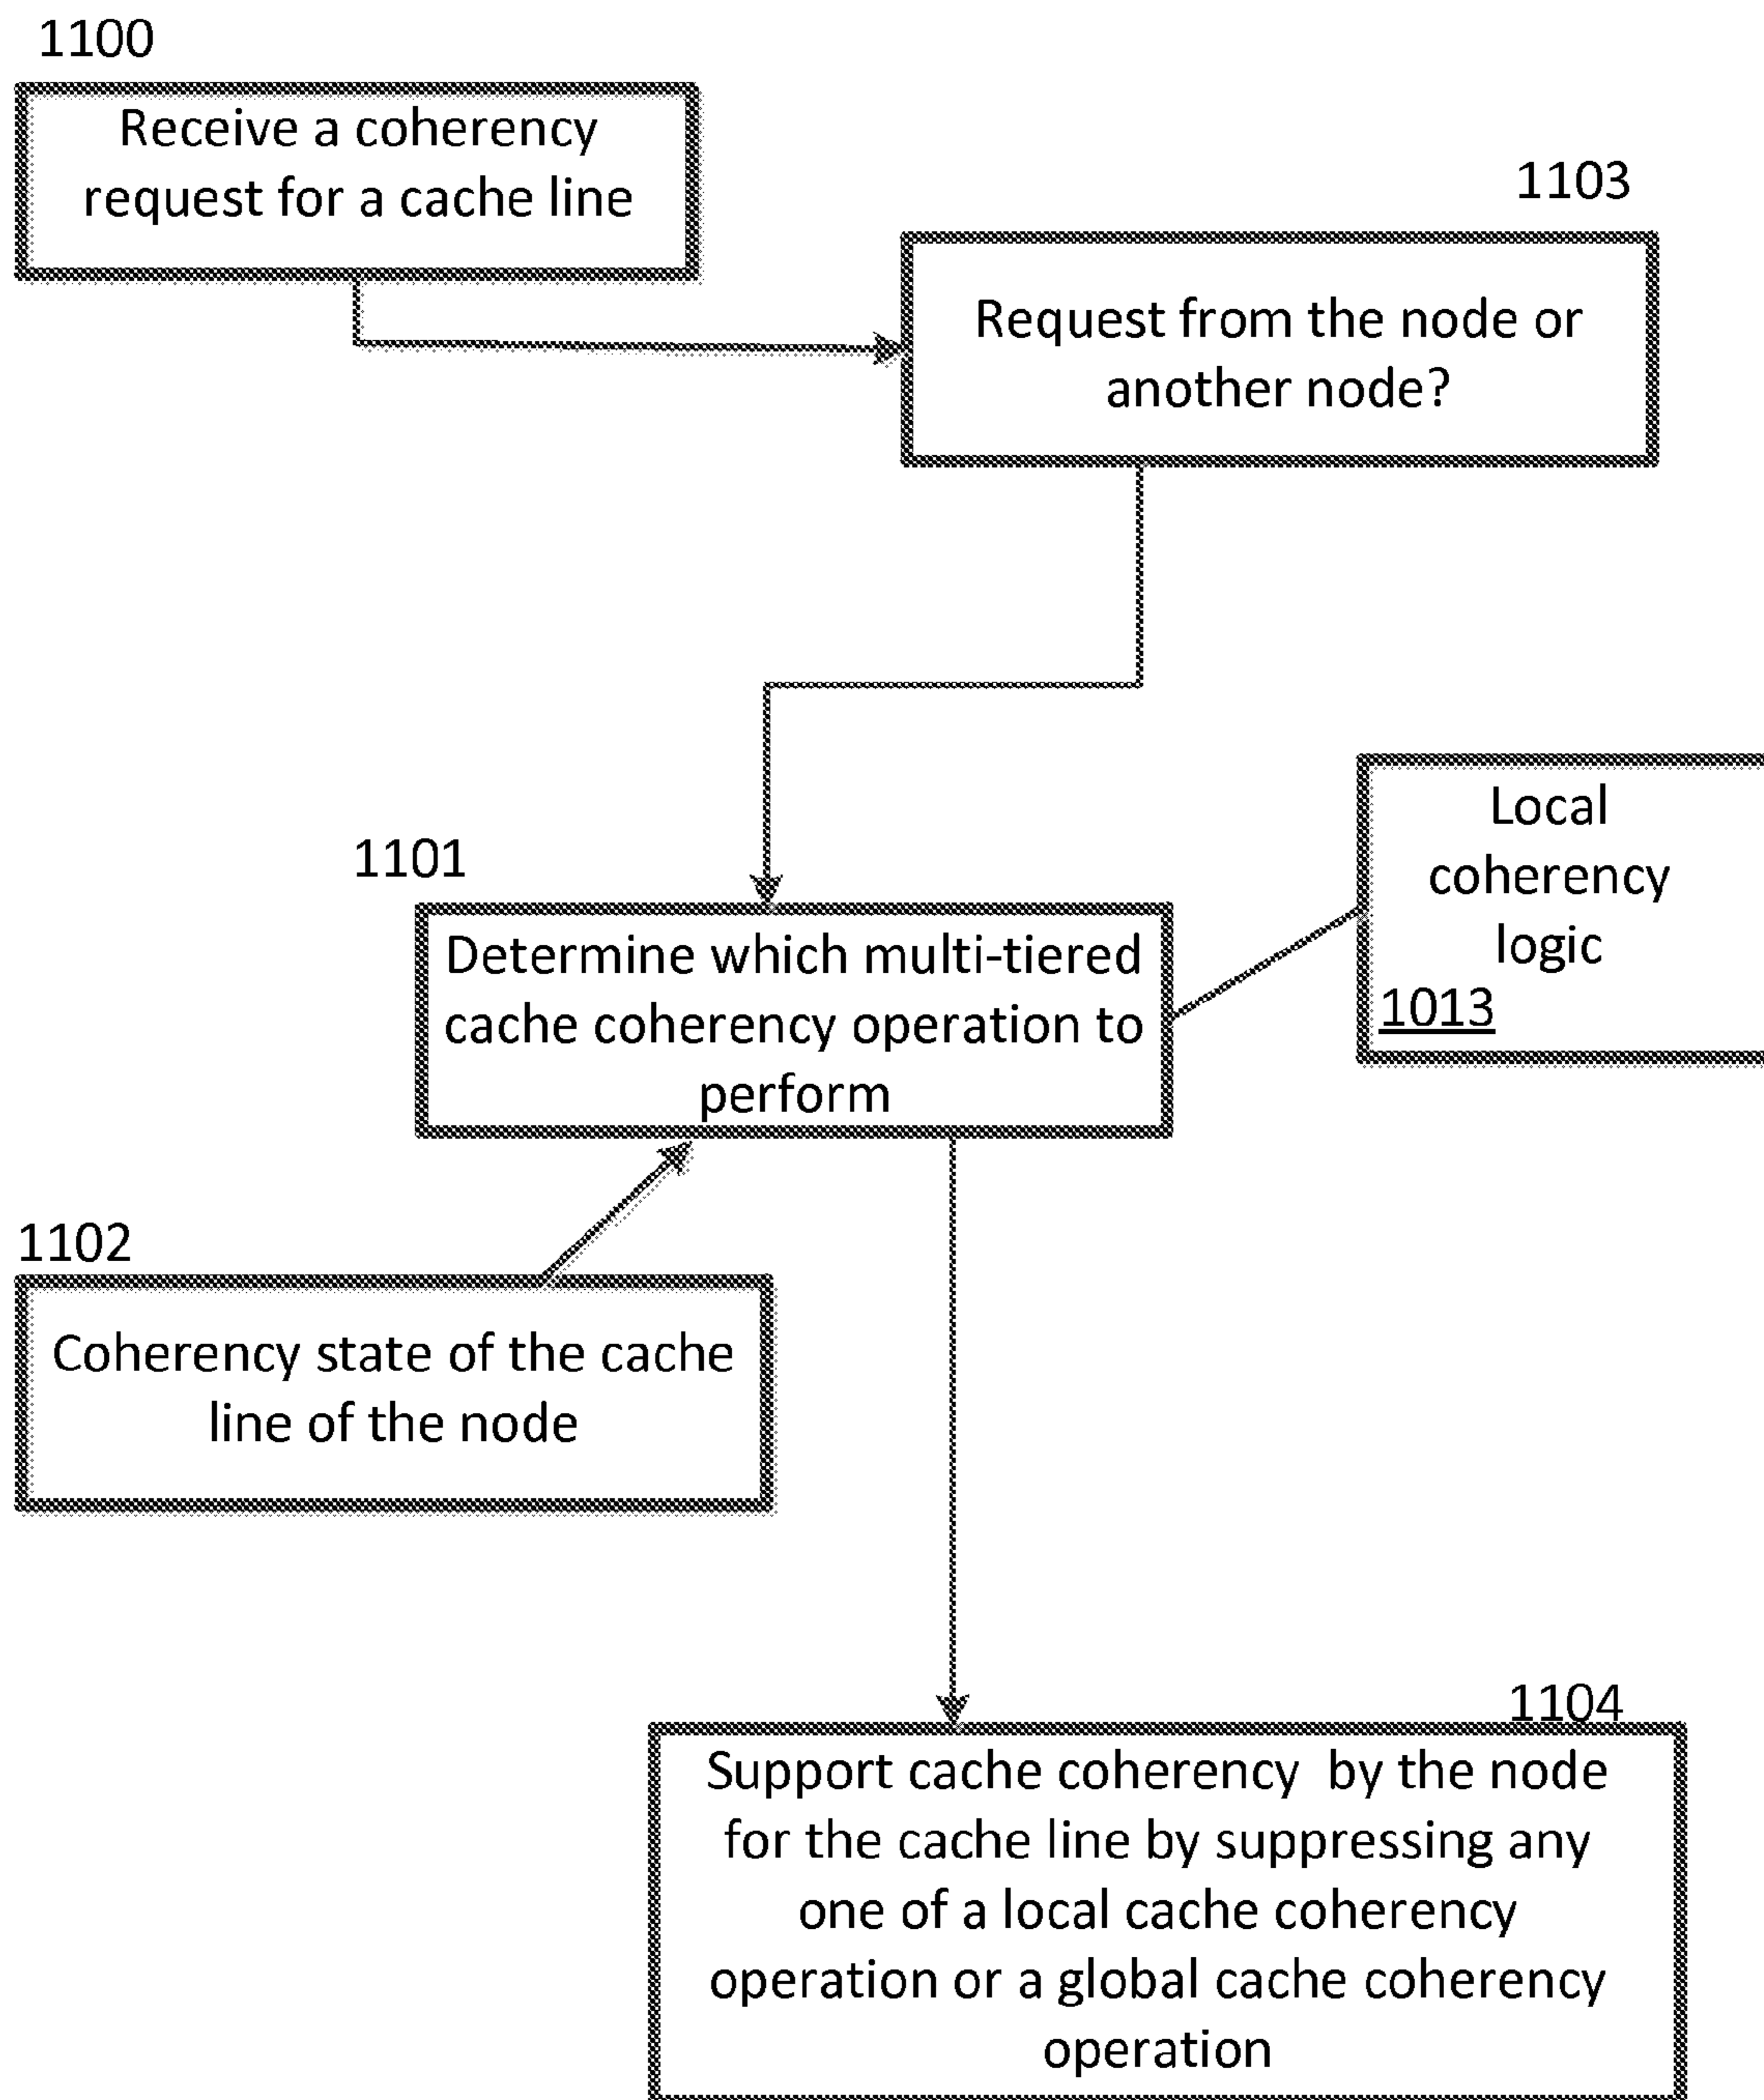 1100
Receive a coherency
request for a cache line
1103
Request from the node or
another node?
Local
coherency
logic
1013
1101
Determine which multi-tiered
cache coherency operation to
perform
1102
Coherency state of the cache
line of the node
1104
Support cache coherency by the node
for the cache line by suppressing any
one of a local cache coherency
operation or a global cache coherency
operation